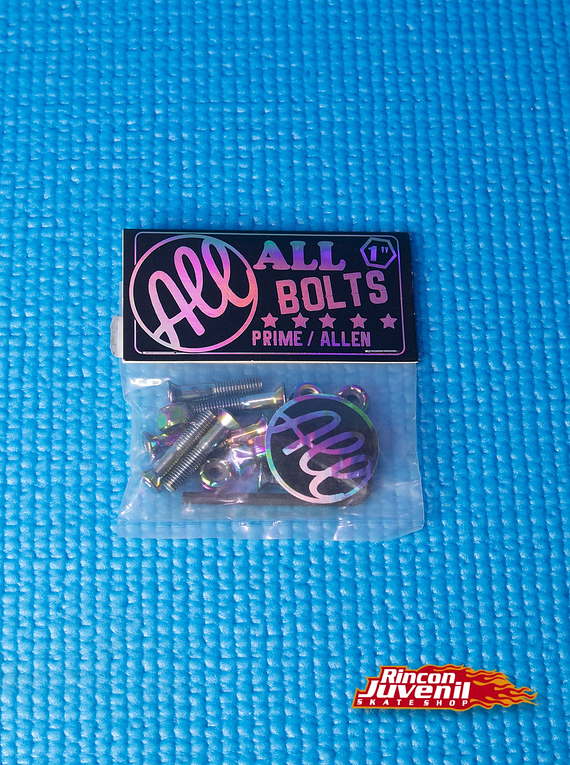 All
ALL
1"
BOLTS
PRIME / ALLEN
All
Rincon
Juvenil
SKATE SHOP